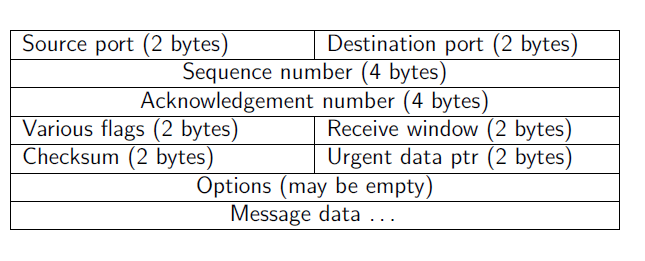 Source port (2 bytes) Destination port (2 bytes)
Sequence number (4 bytes)
Acknowledgement number (4 bytes)
Various flags (2 bytes) Receive window (2 bytes)
Checksum (2 bytes) Urgent data ptr (2 bytes)
Options (may be empty)
Message data ...